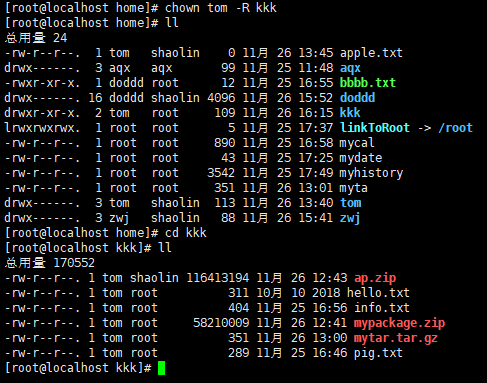 [root@localhost home]# chown tom -R kkk
[root@localhost home]# ll
总用量 24
-rw-r--r--. 1 tom shaolin 0 11月 26 13:45 apple.txt
drwx------. 3 aqx aqx 99 11月 25 11:48 aqx
-rwxr-xr-x. 1 doddd root 12 11月 25 16:55 bbbb.txt
drwx------. 16 doddd shaolin 4096 11月 26 15:52 doddd
drwxr-xr-x. 2 tom root 109 11月 26 16:15 kkk
lrwxrwxrwx. 1 root root 5 11月 25 17:37 linkToRoot -> /root
-rw-r--r--. 1 root root 890 11月 25 16:58 mycal
-rw-r--r--. 1 root root 43 11月 25 17:25 mydate
-rw-r--r--. 1 root root 3542 11月 25 17:49 myhistory
-rw-r--r--. 1 root root 351 11月 26 13:01 myta
drwx------. 3 tom shaolin 113 11月 26 13:40 tom
drwx------. 3 zwj shaolin 88 11月 26 15:41 zwj
[root@localhost home]# cd kkk
[root@localhost kkk]# ll
总用量 170552
-rw-r--r--. 1 tom shaolin 116413194 11月 26 12:43 ap.zip
-rw-r--r--. 1 tom root 311 10月 10 2018 hello.txt
-rw-r--r--. 1 tom root 404 11月 25 16:56 info.txt
-rw-r--r--. 1 tom root 58210009 11月 26 12:41 mypackage.zip
-rw-r--r--. 1 tom root 351 11月 26 13:00 mytar.tar.gz
-rw-r--r--. 1 tom root 289 11月 25 16:46 pig.txt
[root@localhost kkk]#